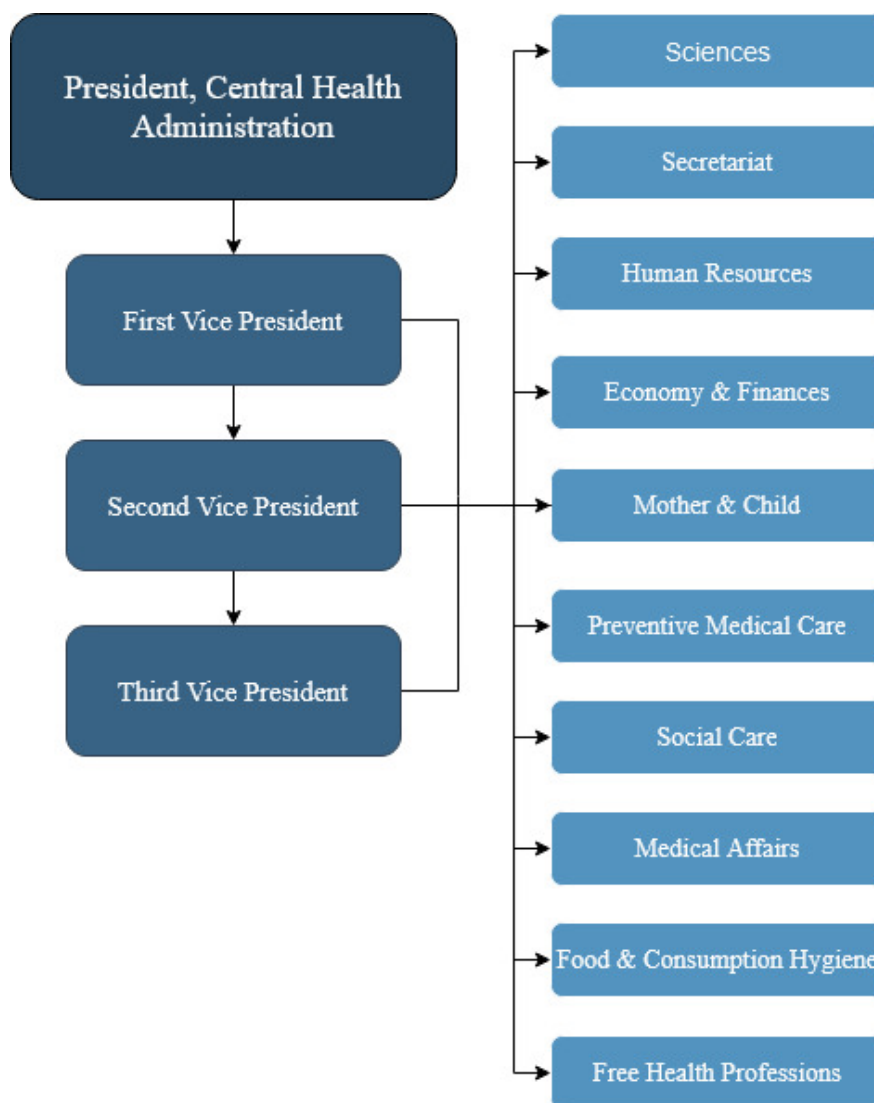 President, Central Health
Administration
First Vice President
Second Vice President
Third Vice President
Sciences
Secretariat
Human Resources
Economy & Finances
Mother & Child
Preventive Medical Care
Social Care
Medical Affairs
Food & Consumption Hygiene
Free Health Professions